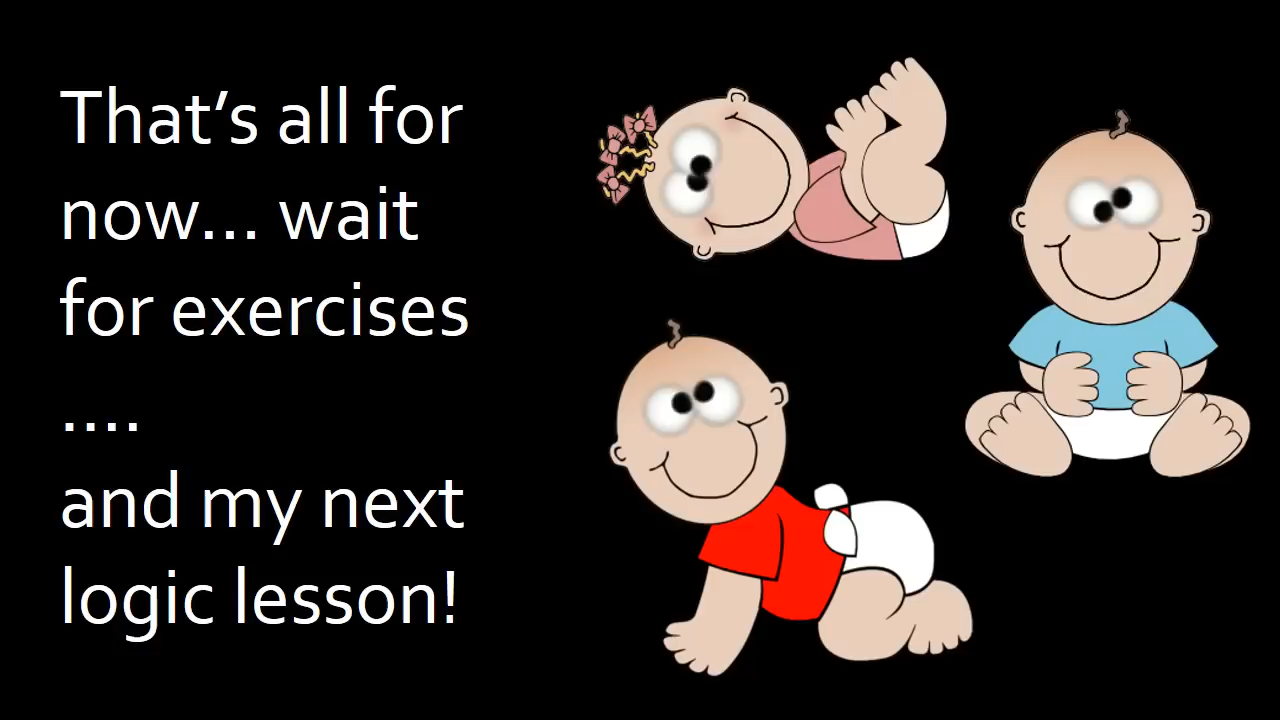 That’s all for
now… wait
for exercises
….
and my next
logic lesson!